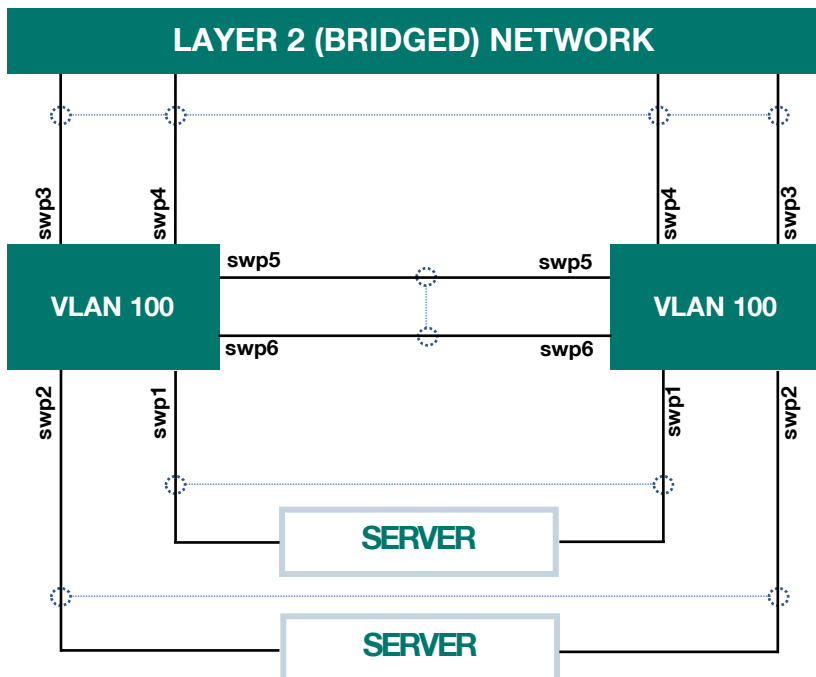 LAYER 2 (BRIDGED) NETWORK
swp3
swp4
swp4
swp3
swp5
swp5
VLAN 100
VLAN 100
swp6
swp6
swp2
swp1
swp1
swp2
SERVER
SERVER